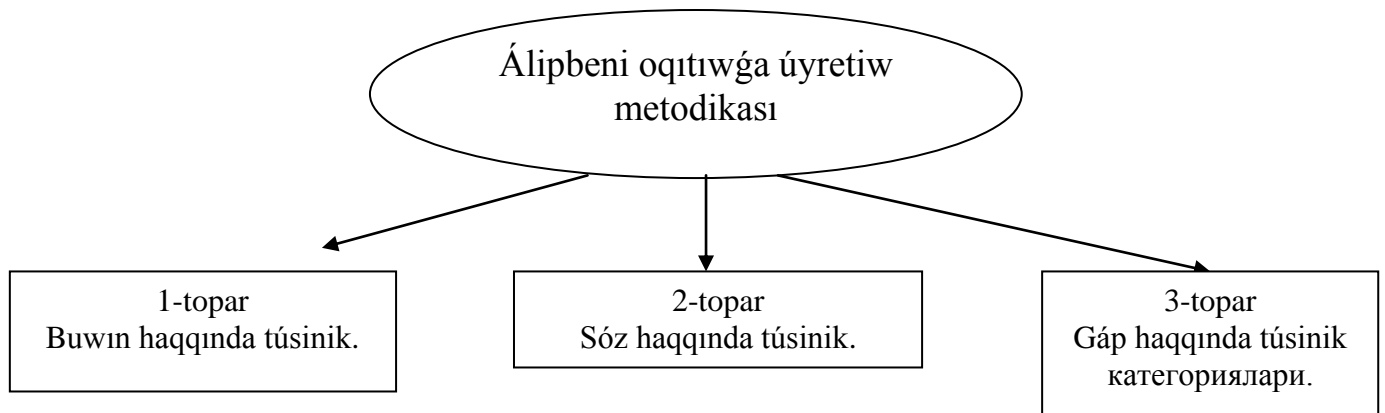 Álipbeni oqıtıwǵa úyretiw
metodikası
1-topar
Buwın haqqında túsinik.
2-topar
Sóz haqqında túsinik.
3-topar
Gáp haqqında túsinik
категориялари.